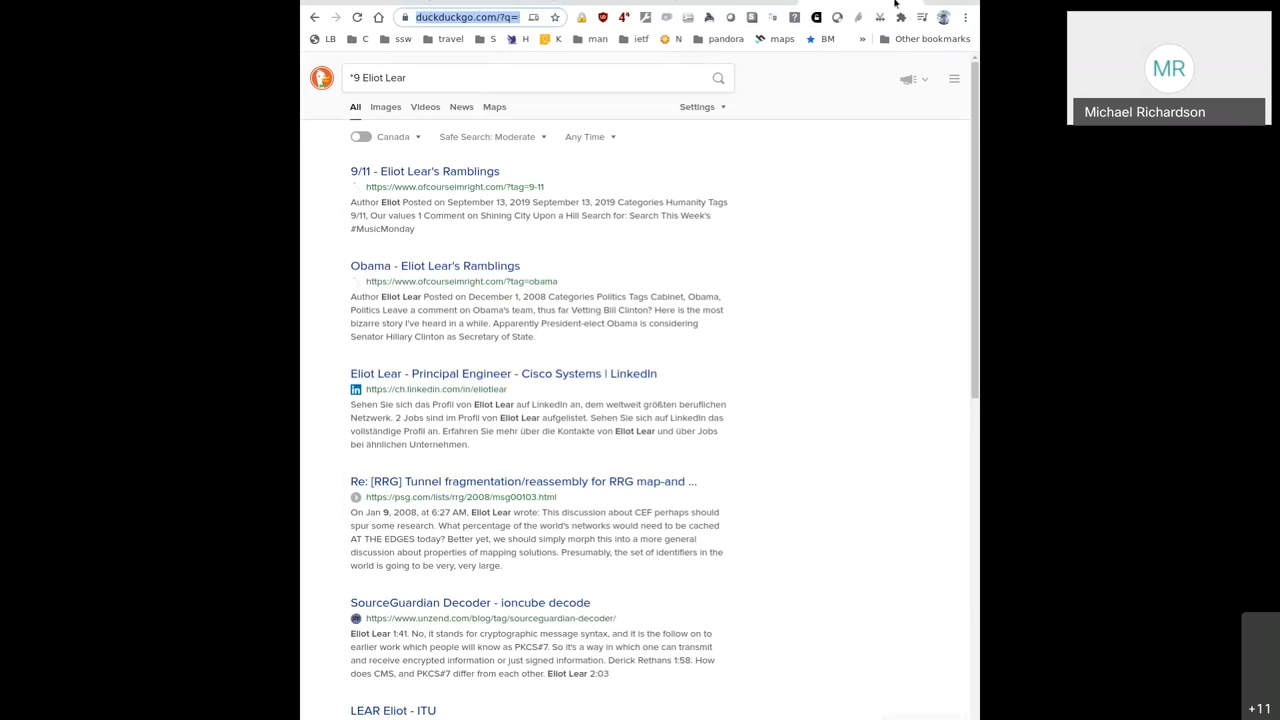 duckduckgo.com/?q=
LB C ssw travel S H K man ietf N pandora maps BM » Other bookmarks
*9 Eliot Lear
All Images Videos News Maps Settings
Canada Safe Search: Moderate Any Time
9/11 - Eliot Lear's Ramblings
https://www.ofcourseimright.com/?tag=9-11
Author Eliot Posted on September 13, 2019 September 13, 2019 Categories Humanity Tags
9/11, Our values 1 Comment on Shining City Upon a Hill Search for: Search This Week's
#MusicMonday
Obama - Eliot Lear's Ramblings
https://www.ofcourseimright.com/?tag=obama
Author Eliot Lear Posted on December 1, 2008 Categories Politics Tags Cabinet, Obama,
Politics Leave a comment on Obama's team, thus far Vetting Bill Clinton? Here is the most
bizarre story I've heard in a while. Apparently President-elect Obama is considering
Senator Hillary Clinton as Secretary of State.
Eliot Lear - Principal Engineer - Cisco Systems | LinkedIn
https://ch.linkedin.com/in/eliotlear
Sehen Sie sich das Profil von Eliot Lear auf LinkedIn an, dem weltweit größten beruflichen
Netzwerk. 2 Jobs sind im Profil von Eliot Lear aufgelistet. Sehen Sie sich auf LinkedIn das
vollständige Profil an. Erfahren Sie mehr über die Kontakte von Eliot Lear und über Jobs
bei ähnlichen Unternehmen.
Re: [RRG] Tunnel fragmentation/reassembly for RRG map-and ...
https://psg.com/lists/rrg/2008/msg00103.html
On Jan 9, 2008, at 6:27 AM, Eliot Lear wrote: This discussion about CEF perhaps should
spur some research. What percentage of the world's networks would need to be cached
AT THE EDGES today? Better yet, we should simply morph this into a more general
discussion about properties of mapping solutions. Presumably, the set of identifiers in the
world is going to be very, very large.
SourceGuardian Decoder - ioncube decode
https://www.unzend.com/blog/tag/sourceguardian-decoder/
Eliot Lear 1:41. No, it stands for cryptographic message syntax, and it is the follow on to
earlier work which people will know as PKCS#7. So it's a way in which one can transmit
and receive encrypted information or just signed information. Derick Rethans 1:58. How
does CMS, and PKCS#7 differ from each other. Eliot Lear 2:03
LEAR Eliot - ITU
MR
Michael Richardson
+11